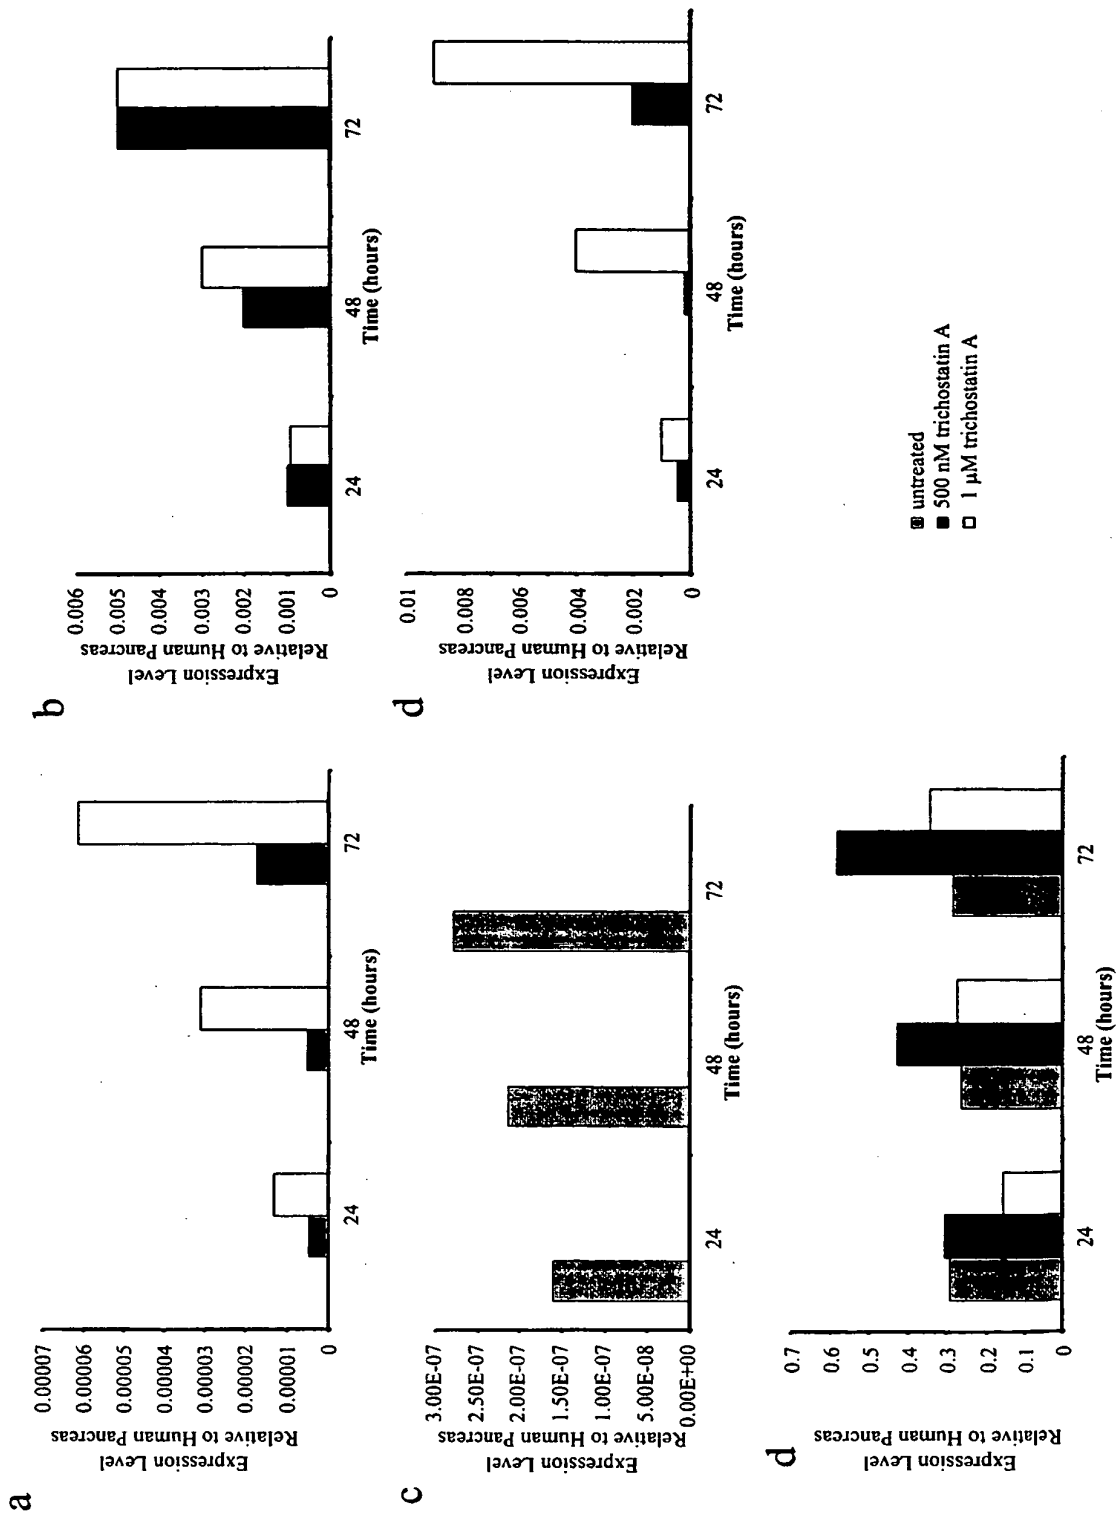 a
Expression Level
Relative to Human Pancreas
0.00007
0.00006
0.00005
0.00004
0.00003
0.00002
0.00001
0
24
48
72
Time (hours)
b
Expression Level
Relative to Human Pancreas
0.006
0.005
0.004
0.003
0.002
0.001
0
24
48
72
Time (hours)
c
Expression Level
Relative to Human Pancreas
3.00E-07
2.50E-07
2.00E-07
1.50E-07
1.00E-07
5.00E-08
0.00E+00
24
48
72
Time (hours)
d
Expression Level
Relative to Human Pancreas
0.01
0.008
0.006
0.004
0.002
0
24
48
72
Time (hours)
d
Expression Level
Relative to Human Pancreas
0.7
0.6
0.5
0.4
0.3
0.2
0.1
0
24
48
72
Time (hours)
untreated
500 nM trichostatin A
1 µM trichostatin A